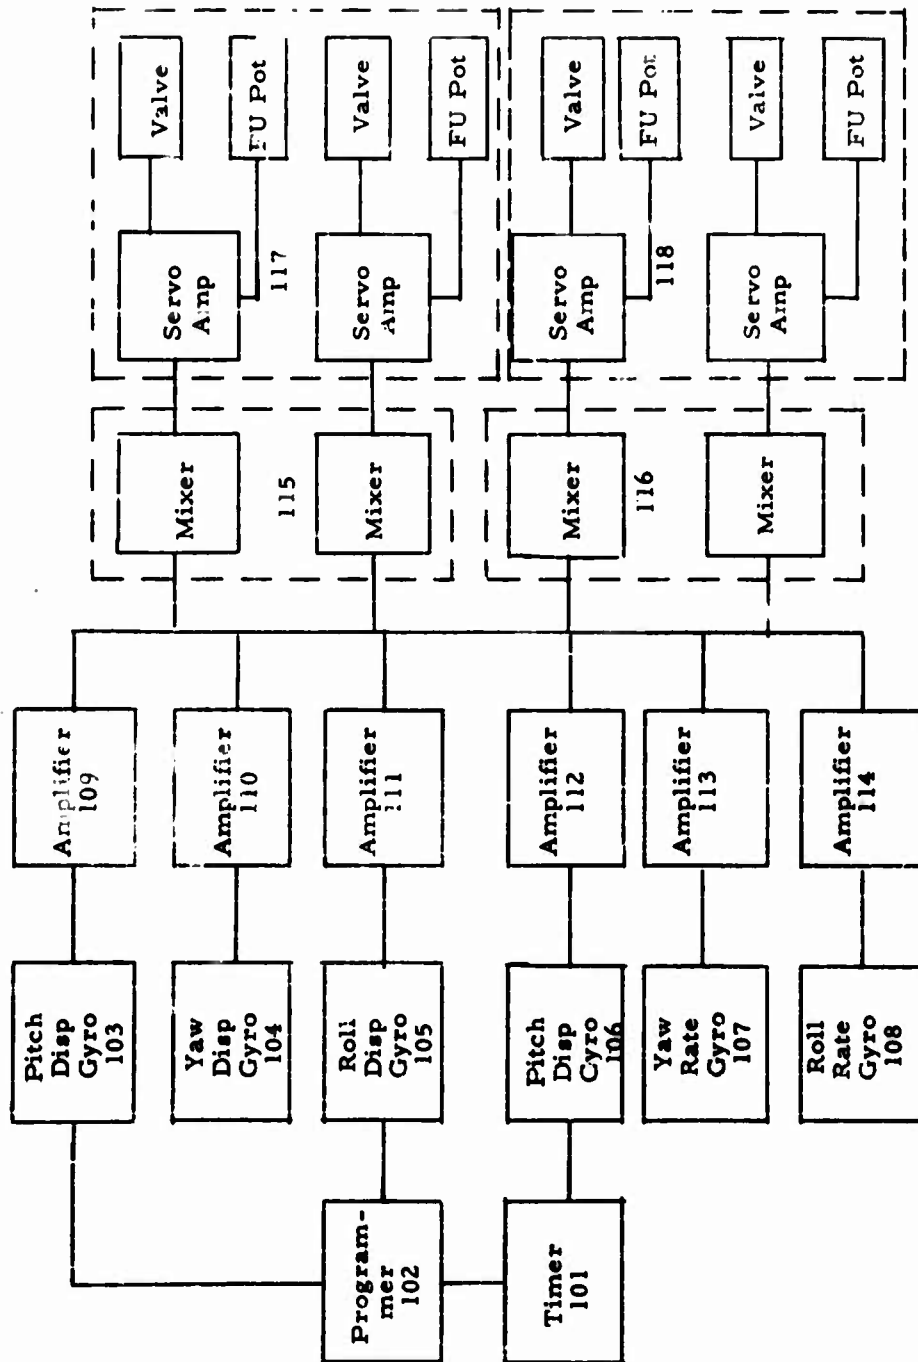 Pitch
Disp
Gyro
103
Amplifier
109
Yaw
Disp
Gyro
104
Amplifier
110
Program-
mer
102
Roll
Disp
Gyro
105
Amplifier
111
Timer
101
Pitch
Disp
Gyro
106
Amplifier
112
Yaw
Rate
Gyro
107
Amplifier
113
Roll
Rate
Gyro
108
Amplifier
114
Mixer
Servo
Amp
Valve
FU Pot
115
117
Mixer
Servo
Amp
Valve
FU Pot
Mixer
Servo
Amp
Valve
FU Pot
116
118
Mixer
Servo
Amp
Valve
FU Pot